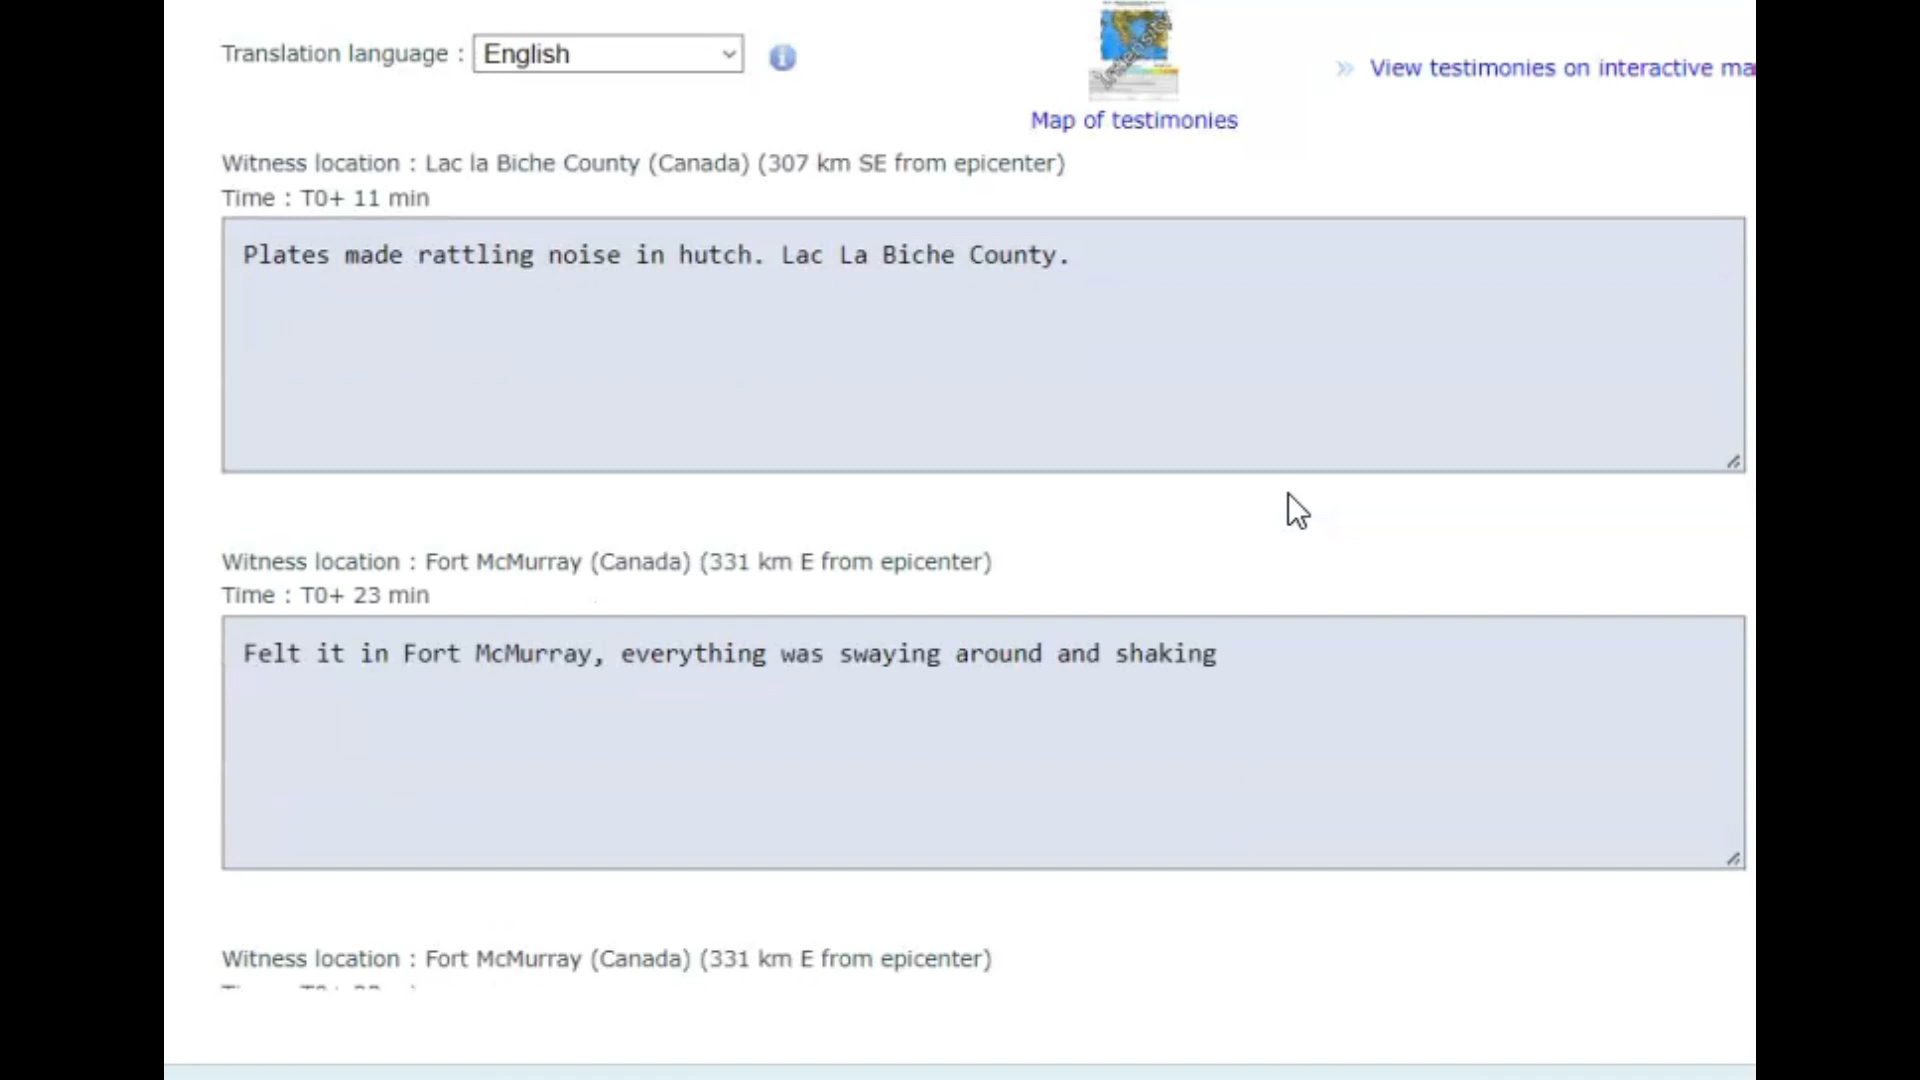 Translation language : English
Intensity
» View testimonies on interactive ma
Map of testimonies
Witness location : Lac la Biche County (Canada) (307 km SE from epicenter)
Time : T0+ 11 min
Plates made rattling noise in hutch. Lac La Biche County.
Witness location : Fort McMurray (Canada) (331 km E from epicenter)
Time : T0+ 23 min
Felt it in Fort McMurray, everything was swaying around and shaking
Witness location : Fort McMurray (Canada) (331 km E from epicenter)